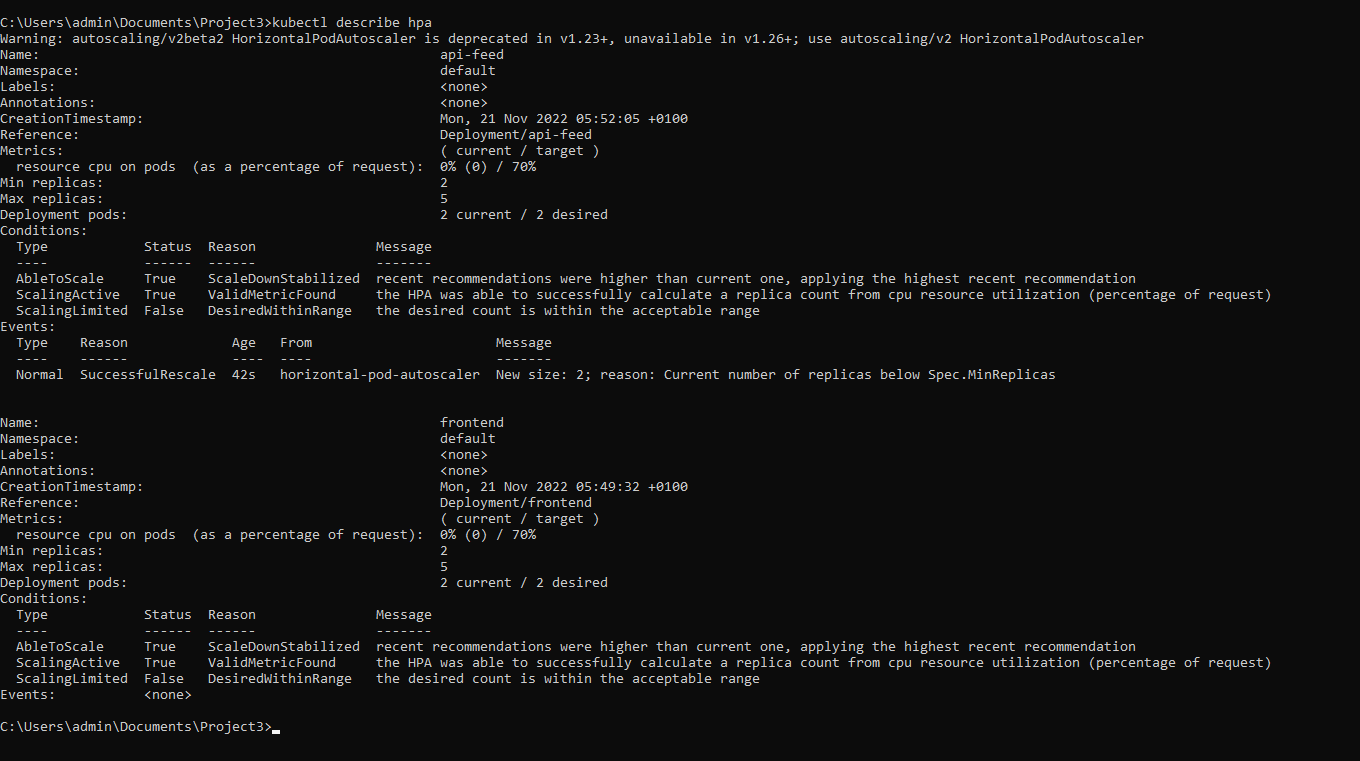 C:\Users\admin\Documents\Project3>kubectl describe hpa
Warning: autoscaling/v2beta2 HorizontalPodAutoscaler is deprecated in v1.23+, unavailable in v1.26+; use autoscaling/v2 HorizontalPodAutoscaler
Name:                                                  api-feed
Namespace:                                             default
Labels:                                                <none>
Annotations:                                           <none>
CreationTimestamp:                                     Mon, 21 Nov 2022 05:52:05 +0100
Reference:                                             Deployment/api-feed
Metrics:                                               ( current / target )
  resource cpu on pods  (as a percentage of request):  0% (0) / 70%
Min replicas:                                          2
Max replicas:                                          5
Deployment pods:                                       2 current / 2 desired
Conditions:
  Type            Status  Reason               Message
  ----            ------  ------               -------
  AbleToScale     True    ScaleDownStabilized  recent recommendations were higher than current one, applying the highest recent recommendation
  ScalingActive   True    ValidMetricFound     the HPA was able to successfully calculate a replica count from cpu resource utilization (percentage of request)
  ScalingLimited  False   DesiredWithinRange   the desired count is within the acceptable range
Events:
  Type    Reason             Age   From                       Message
  ----    ------             ----  ----                       -------
  Normal  SuccessfulRescale  42s   horizontal-pod-autoscaler  New size: 2; reason: Current number of replicas below Spec.MinReplicas
Name:                                                  frontend
Namespace:                                             default
Labels:                                                <none>
Annotations:                                           <none>
CreationTimestamp:                                     Mon, 21 Nov 2022 05:49:32 +0100
Reference:                                             Deployment/frontend
Metrics:                                               ( current / target )
  resource cpu on pods  (as a percentage of request):  0% (0) / 70%
Min replicas:                                          2
Max replicas:                                          5
Deployment pods:                                       2 current / 2 desired
Conditions:
  Type            Status  Reason               Message
  ----            ------  ------               -------
  AbleToScale     True    ScaleDownStabilized  recent recommendations were higher than current one, applying the highest recent recommendation
  ScalingActive   True    ValidMetricFound     the HPA was able to successfully calculate a replica count from cpu resource utilization (percentage of request)
  ScalingLimited  False   DesiredWithinRange   the desired count is within the acceptable range
Events:           <none>
C:\Users\admin\Documents\Project3>